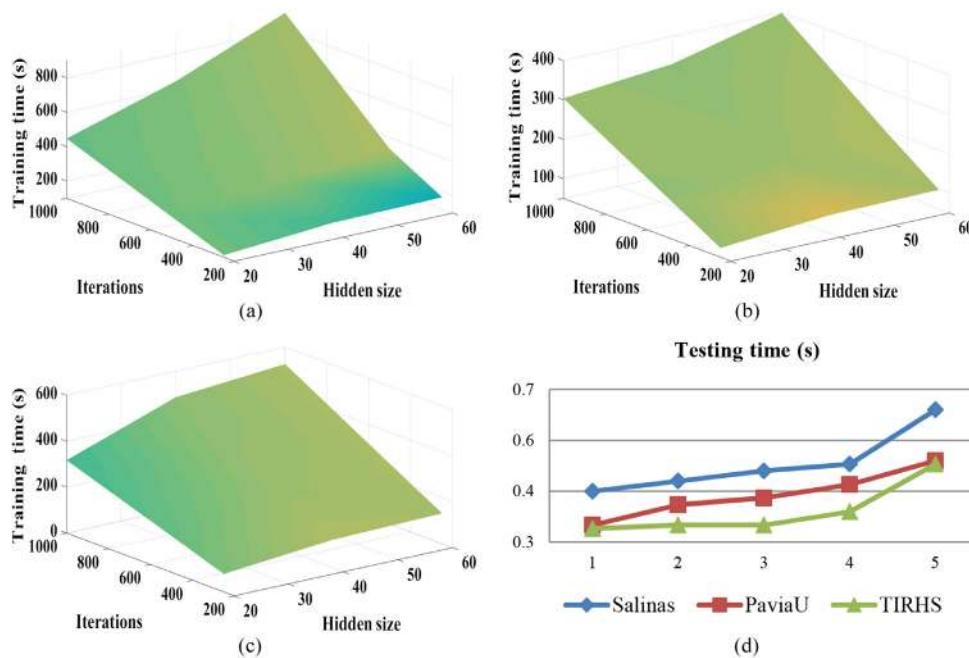 Training time (s)
800
600
400
200
1000
800
600
400
200
Iterations
20
30
40
50
60
Hidden size
(a)
Training time (s)
400
300
200
100
1000
800
600
400
200
Iterations
20
30
40
50
60
Hidden size
(b)
Training time (s)
600
400
200
0
1000
800
600
400
200
Iterations
20
30
40
50
60
Hidden size
(c)
Testing time (s)
0.7
0.6
0.4
0.3
1 2 3 4 5
Salinas PaviaU TIRHS
(d)